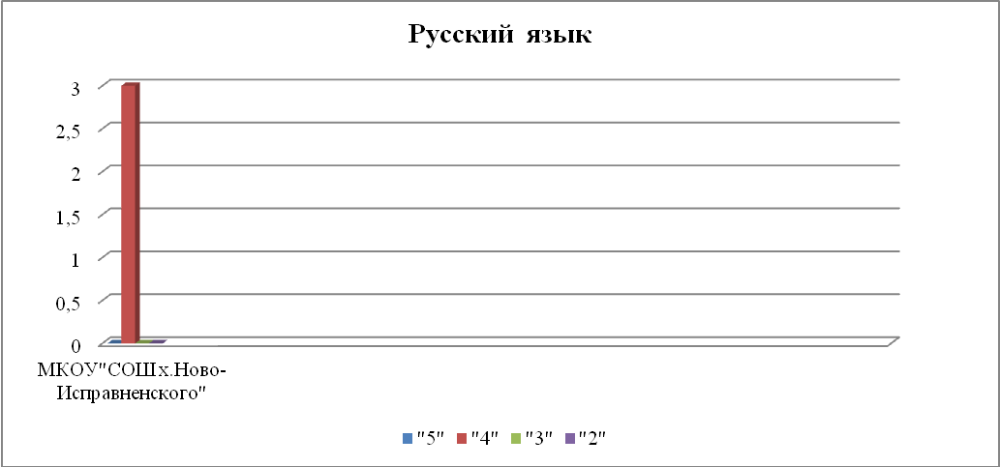 Русский язык
3
2,5
2
1,5
1
0,5
0
МКОУ"СОШ х.Ново-
Исправненского"
"5" "4" "3" "2"